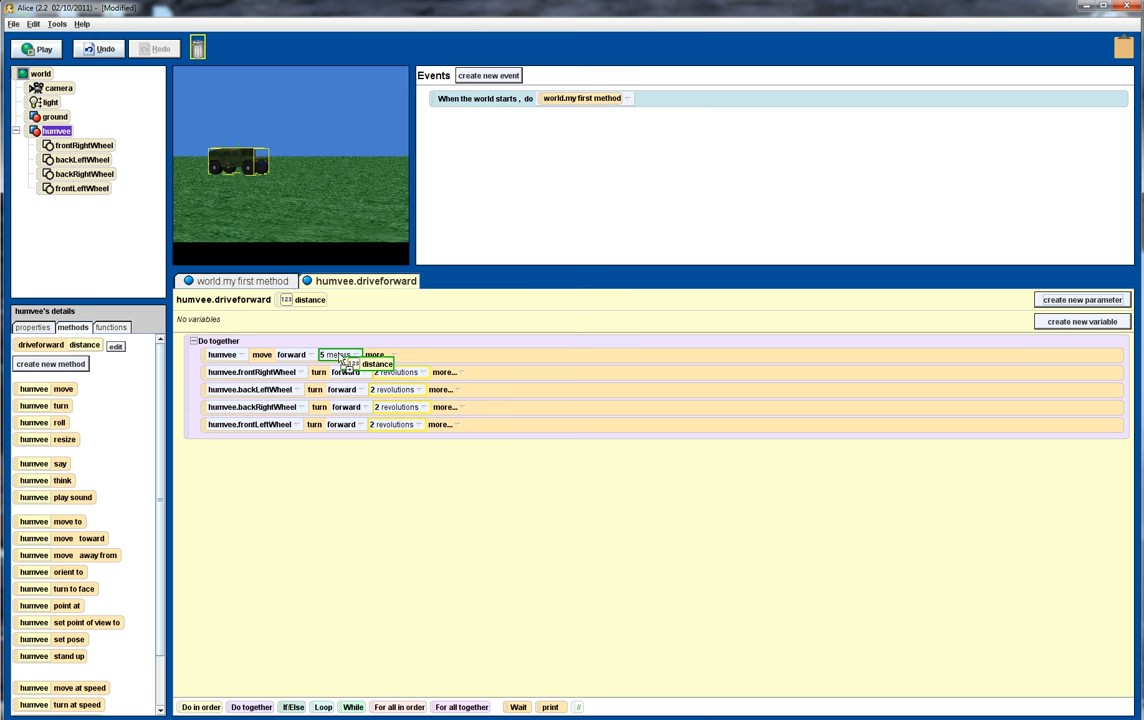 Alice (2.2 02/10/2011) - [Modified]
File Edit Tools Help
Play Undo Redo
world
camera
light
ground
humvee
frontRightWheel
backLeftWheel
backRightWheel
frontLeftWheel
Events create new event
When the world starts , do world.my first method
humvee's details
properties methods functions
driveforward distance edit
create new method
humvee move
humvee turn
humvee roll
humvee resize
humvee say
humvee think
humvee play sound
humvee move to
humvee move toward
humvee move away from
humvee orient to
humvee turn to face
humvee point at
humvee set point of view to
humvee set pose
humvee stand up
humvee move at speed
humvee turn at speed
world.my first method humvee.driveforward
humvee.driveforward 123 distance create new parameter
No variables create new variable
Do together
humvee move forward 5 meters more...
123 distance
humvee.frontRightWheel turn forward 2 revolutions more...
humvee.backLeftWheel turn forward 2 revolutions more...
humvee.backRightWheel turn forward 2 revolutions more...
humvee.frontLeftWheel turn forward 2 revolutions more...
Do in order Do together If/Else Loop While For all in order For all together Wait print //